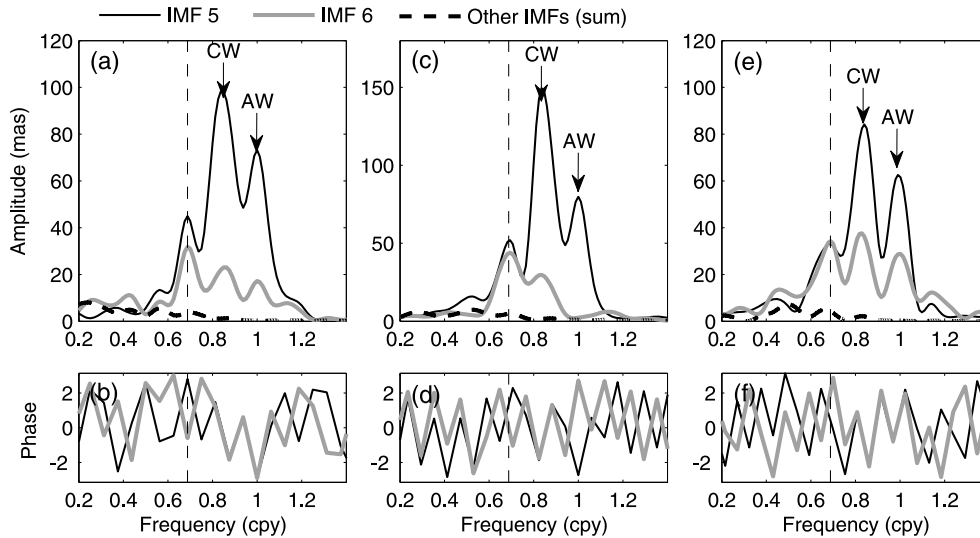 IMF 5 IMF 6 Other IMFs (sum)
(a) (c) (e)
CW AW CW AW CW AW
Amplitude (mas)
120 100 80 60 40 20 0
150 100 50 0
120 100 80 60 40 20 0
0.2 0.4 0.6 0.8 1 1.2 0.2 0.4 0.6 0.8 1 1.2 0.2 0.4 0.6 0.8 1 1.2
(b) (d) (f)
Phase
2 0 -2 2 0 -2 2 0 -2
0.2 0.4 0.6 0.8 1 1.2 0.2 0.4 0.6 0.8 1 1.2 0.2 0.4 0.6 0.8 1 1.2
Frequency (cpy) Frequency (cpy) Frequency (cpy)